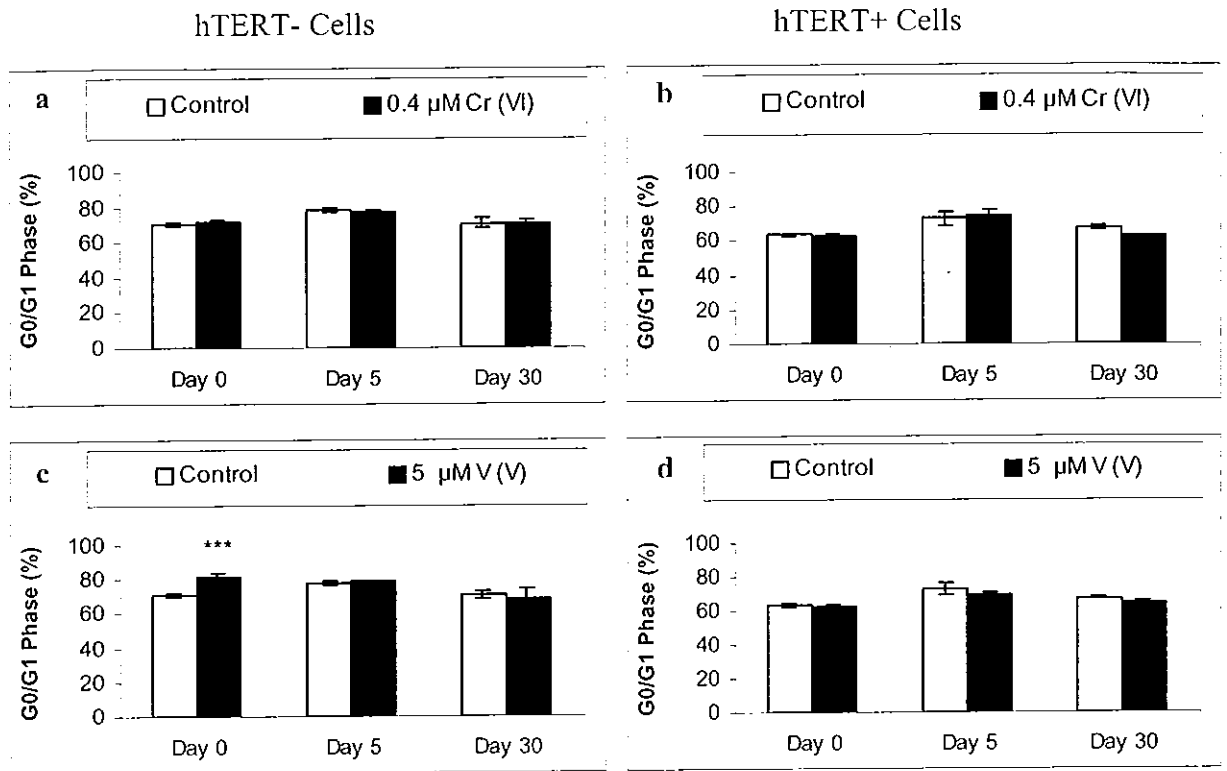 hTERT- Cells
hTERT+ Cells
a
Control
0.4 µM Cr (VI)
G0/G1 Phase (%)
100
80
60
40
20
0
Day 0
Day 5
Day 30
b
Control
0.4 µM Cr (VI)
G0/G1 Phase (%)
100
80
60
40
20
0
Day 0
Day 5
Day 30
c
Control
5 µM V (V)
G0/G1 Phase (%)
100
80
60
40
20
0
***
Day 0
Day 5
Day 30
d
Control
5 µM V (V)
G0/G1 Phase (%)
100
80
60
40
20
0
Day 0
Day 5
Day 30